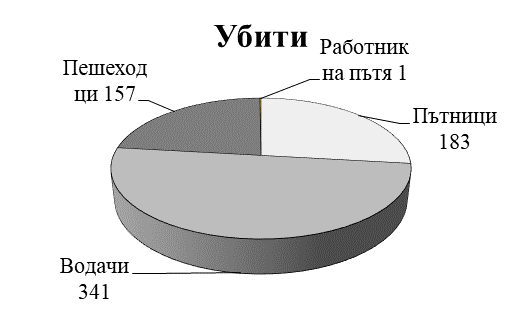 Убити
Работник
на пътя 1
Пешеход
ци 157
Пътници
183
Водачи
341